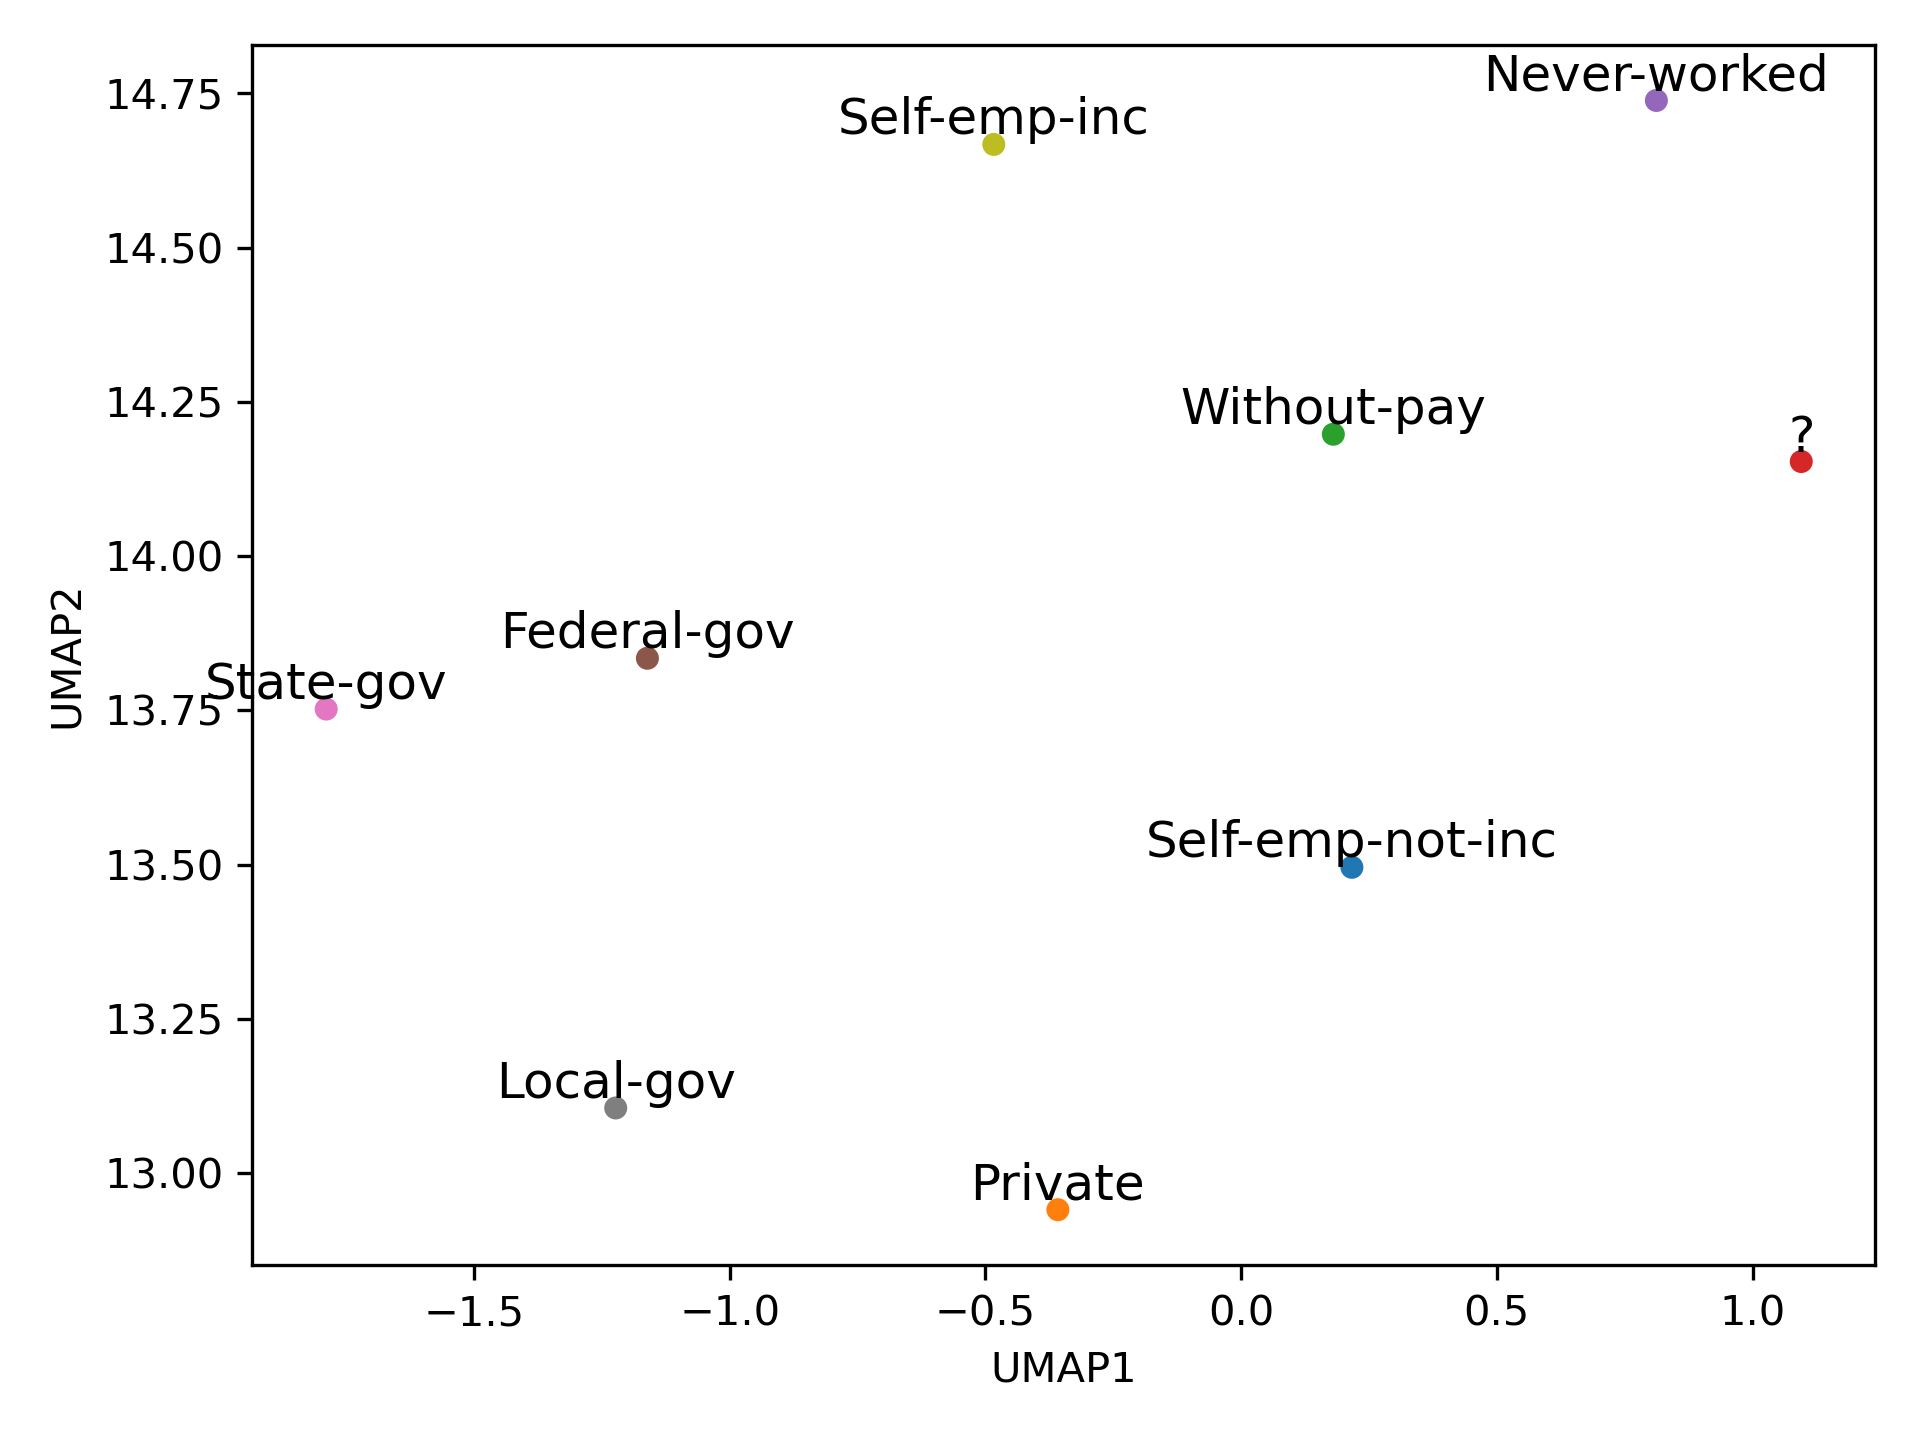 Never-worked
14.75
Self-emp-inc
14.50
14.25
Without-pay
?
14.00
UMAP2
Federal-gov
State-gov
13.75
Self-emp-not-inc
13.50
13.25
Local-gov
13.00
Private
−1.5 −1.0 −0.5 0.0 0.5 1.0
UMAP1